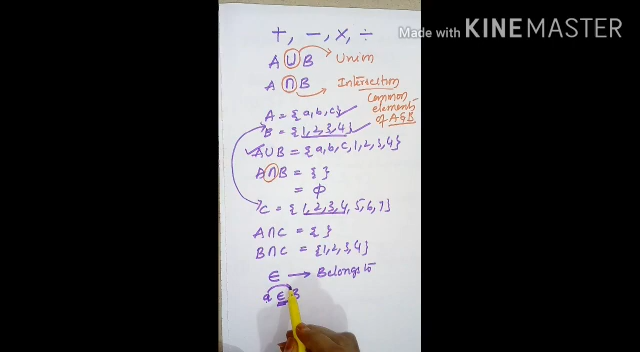 Made with KINEMASTER
+, −, ×, ÷
A ∪ B → Union
A ∩ B → Intersection
Common elements of A & B
A = {a, b, c}
B = {1, 2, 3, 4}
A∪B = {a, b, c, 1, 2, 3, 4}
A∩B = { }
= ϕ
C = {1, 2, 3, 4, 5, 6, 7}
A∩C = { }
B∩C = {1, 2, 3, 4}
∈ → Belongs to
a ∈